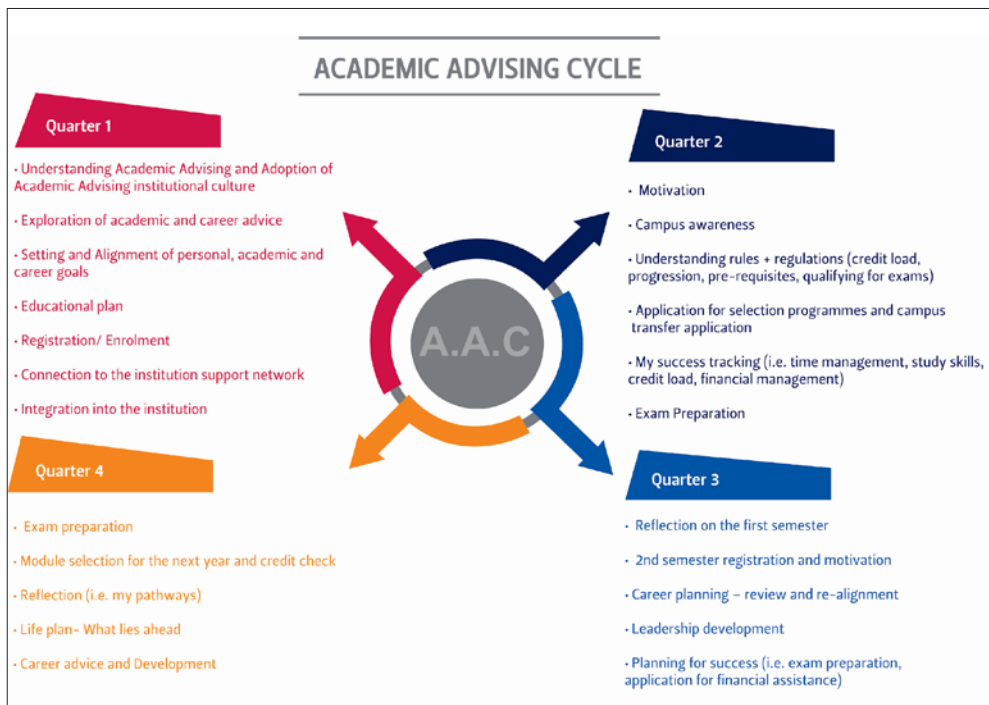 ACADEMIC ADVISING CYCLE
Quarter 1
• Understanding Academic Advising and Adoption of
Academic Advising institutional culture
• Exploration of academic and career advice
• Setting and Alignment of personal, academic and
career goals
• Educational plan
• Registration/ Enrolment
• Connection to the institution support network
• Integration into the institution
Quarter 2
• Motivation
• Campus awareness
• Understanding rules + regulations (credit load,
progression, pre-requisites, qualifying for exams)
• Application for selection programmes and campus
transfer application
• My success tracking (i.e. time management, study skills,
credit load, financial management)
• Exam Preparation
A.A.C
Quarter 4
• Exam preparation
• Module selection for the next year and credit check
• Reflection (i.e. my pathways)
• Life plan- What lies ahead
• Career advice and Development
Quarter 3
• Reflection on the first semester
• 2nd semester registration and motivation
• Career planning – review and re-alignment
• Leadership development
• Planning for success (i.e. exam preparation,
application for financial assistance)